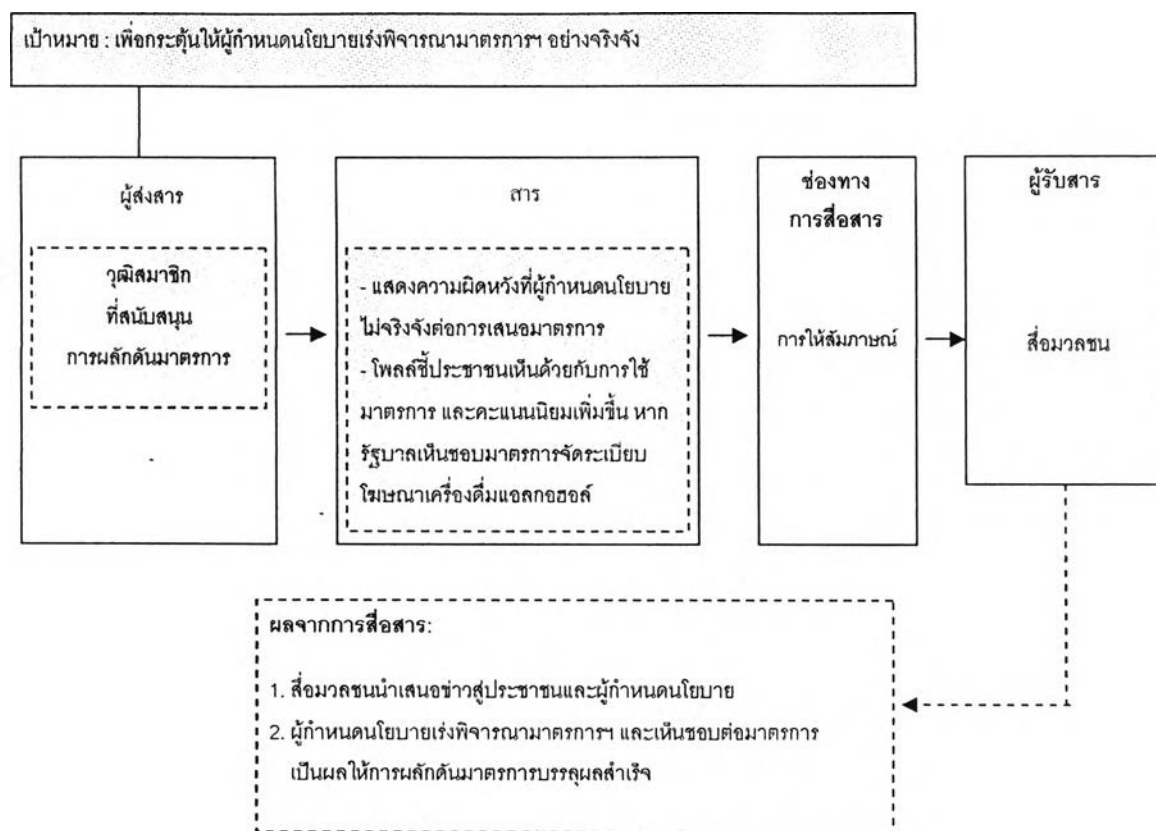 เป้าหมาย : เพื่อกระตุ้นให้ผู้กำหนดนโยบายเร่งพิจารณามาตรการฯ อย่างจริงจัง
ผู้ส่งสาร
วุฒิสมาชิก
ที่สนับสนุน
การผลักดันมาตรการ
สาร
- แสดงความผิดหวังที่ผู้กำหนดนโยบาย
ไม่จริงจังต่อการเสนอมาตรการ
- โพลล์ชี้ประชาชนเห็นด้วยกับการใช้
มาตรการ และคะแนนนิยมเพิ่มขึ้น หาก
รัฐบาลเห็นชอบมาตรการจัดระเบียบ
โฆษณาเครื่องดื่มแอลกอฮอล์
ช่องทาง
การสื่อสาร
การให้สัมภาษณ์
ผู้รับสาร
สื่อมวลชน
ผลจากการสื่อสาร:
1. สื่อมวลชนนำเสนอข่าวสู่ประชาชนและผู้กำหนดนโยบาย
2. ผู้กำหนดนโยบายเร่งพิจารณามาตรการฯ และเห็นชอบต่อมาตรการ
เป็นผลให้การผลักดันมาตรการบรรลุผลสำเร็จ